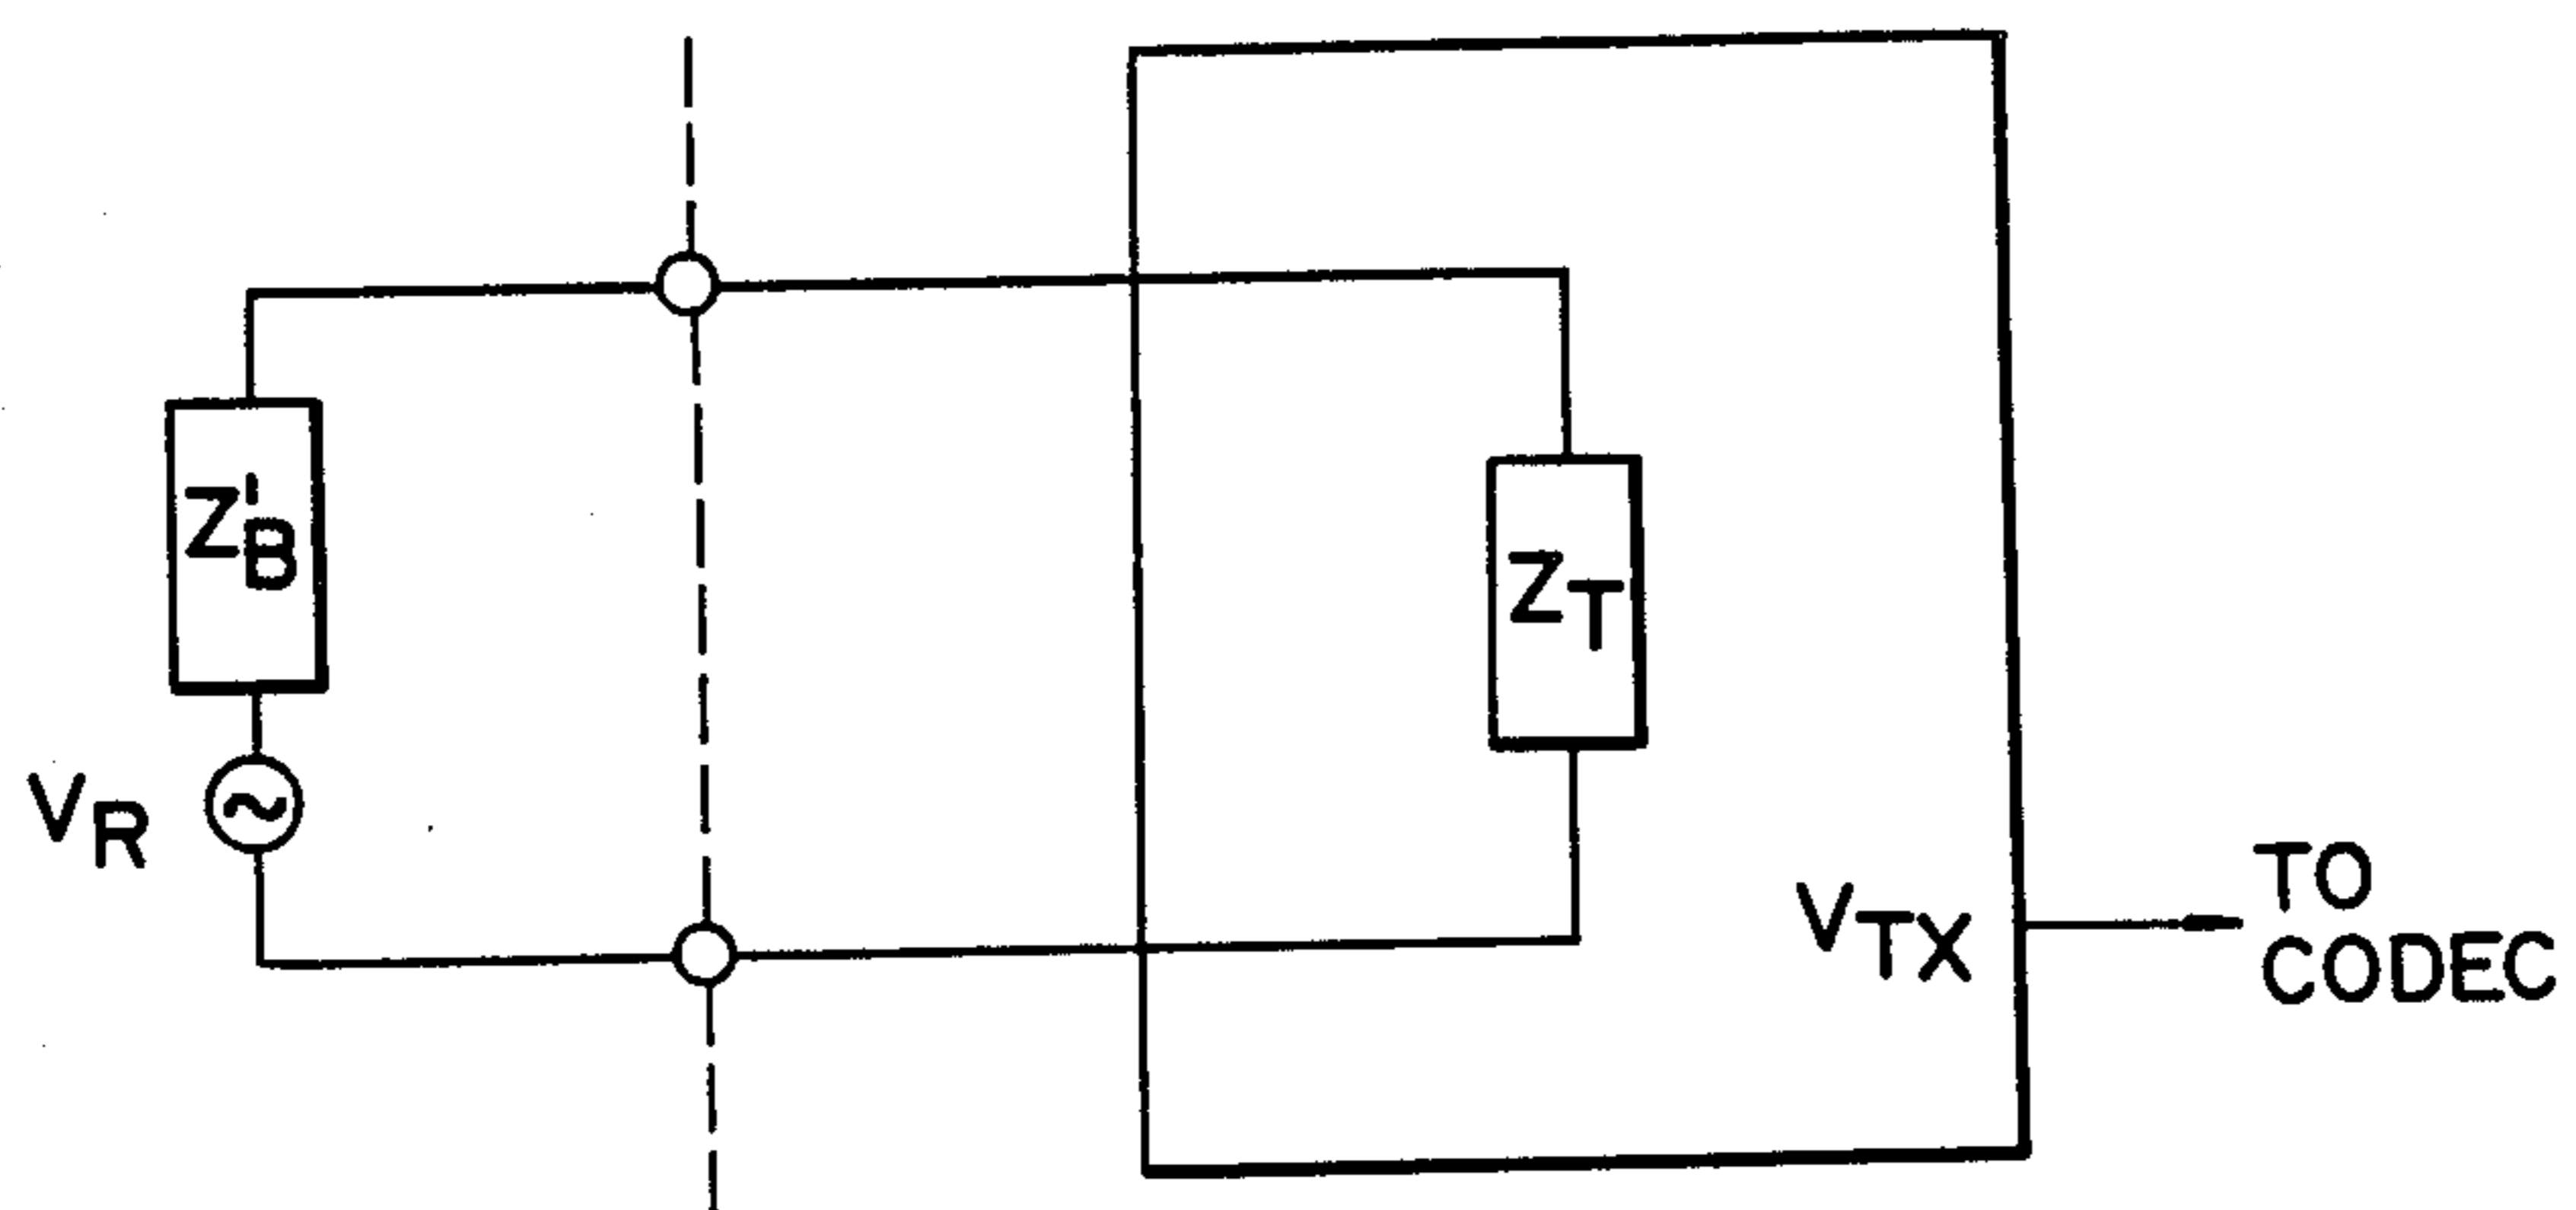 Z'B
ZT
VR
VTX
TO
CODEC